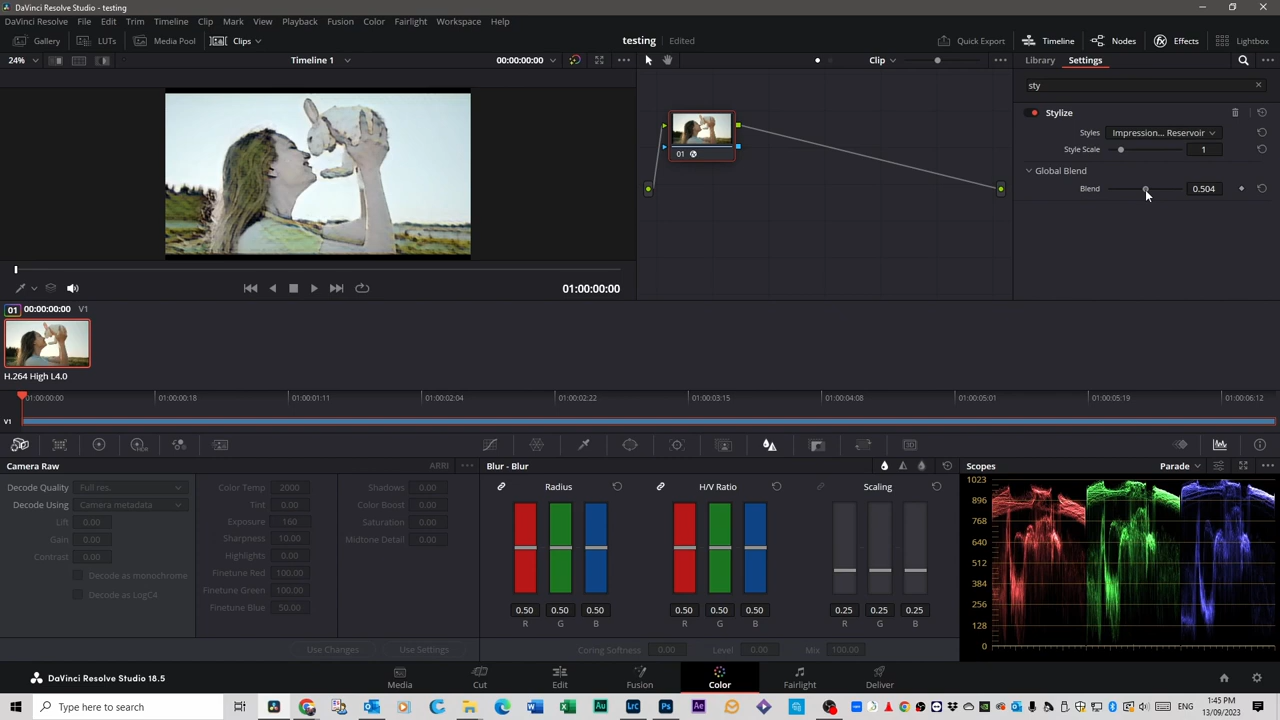 DaVinci Resolve Studio - testing
DaVinci Resolve File Edit Trim Timeline Clip Mark View Playback Fusion Color Fairlight Workspace Help
Gallery LUTs Media Pool Clips testing Edited Quick Export Timeline Nodes Effects Lightbox
24% Timeline 1 00:00:00:00 Clip Library Settings
sty
Stylize
Styles Impression... Reservoir
Style Scale 1
Global Blend
Blend 0.504
01
01:00:00:00
01 00:00:00:00 V1
H.264 High L4.0
01:00:00:00 01:00:00:18 01:00:01:11 01:00:02:04 01:00:02:22 01:00:03:15 01:00:04:08 01:00:05:01 01:00:05:19 01:00:06:12
V1
Camera Raw ARRI
Decode Quality Full res.
Decode Using Camera metadata
Lift 0.00
Gain 0.00
Contrast 0.00
Decode as monochrome
Decode as LogC4
Color Temp 2000
Tint 0.00
Exposure 160
Sharpness 10.00
Highlights 0.00
Finetune Red 100.00
Finetune Green 100.00
Finetune Blue 50.00
Shadows 0.00
Color Boost 0.00
Saturation 0.00
Midtone Detail 0.00
Use Changes Use Settings
Blur - Blur
Radius H/V Ratio Scaling
0.50 0.50 0.50 0.50 0.50 0.50 0.25 0.25 0.25
R G B R G B R G B
Coring Softness 0.00 Level 0.00 Mix 100.00
Scopes Parade
1023
896
768
640
512
384
256
128
0
DaVinci Resolve Studio 18.5
Media Cut Edit Fusion Color Fairlight Deliver
Type here to search
ENG
1:45 PM
13/09/2023